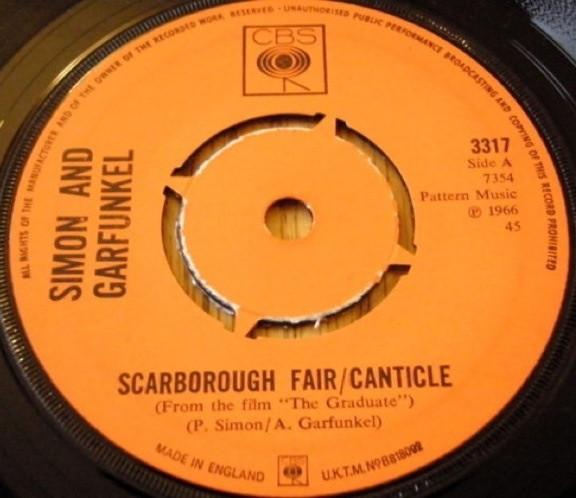 ALL RIGHTS OF THE MANUFACTURER AND OF THE OWNER OF THE RECORDED WORK RESERVED · UNAUTHORISED PUBLIC PERFORMANCE BROADCASTING AND COPYING OF THIS RECORD PROHIBITED
CBS
SIMON AND
GARFUNKEL
3317
Side A
7354
Pattern Music
℗ 1966
45
SCARBOROUGH FAIR/CANTICLE
(From the film "The Graduate")
(P. Simon/A. Garfunkel)
MADE IN ENGLAND
CBS
U.K.T.M. Nº B818092